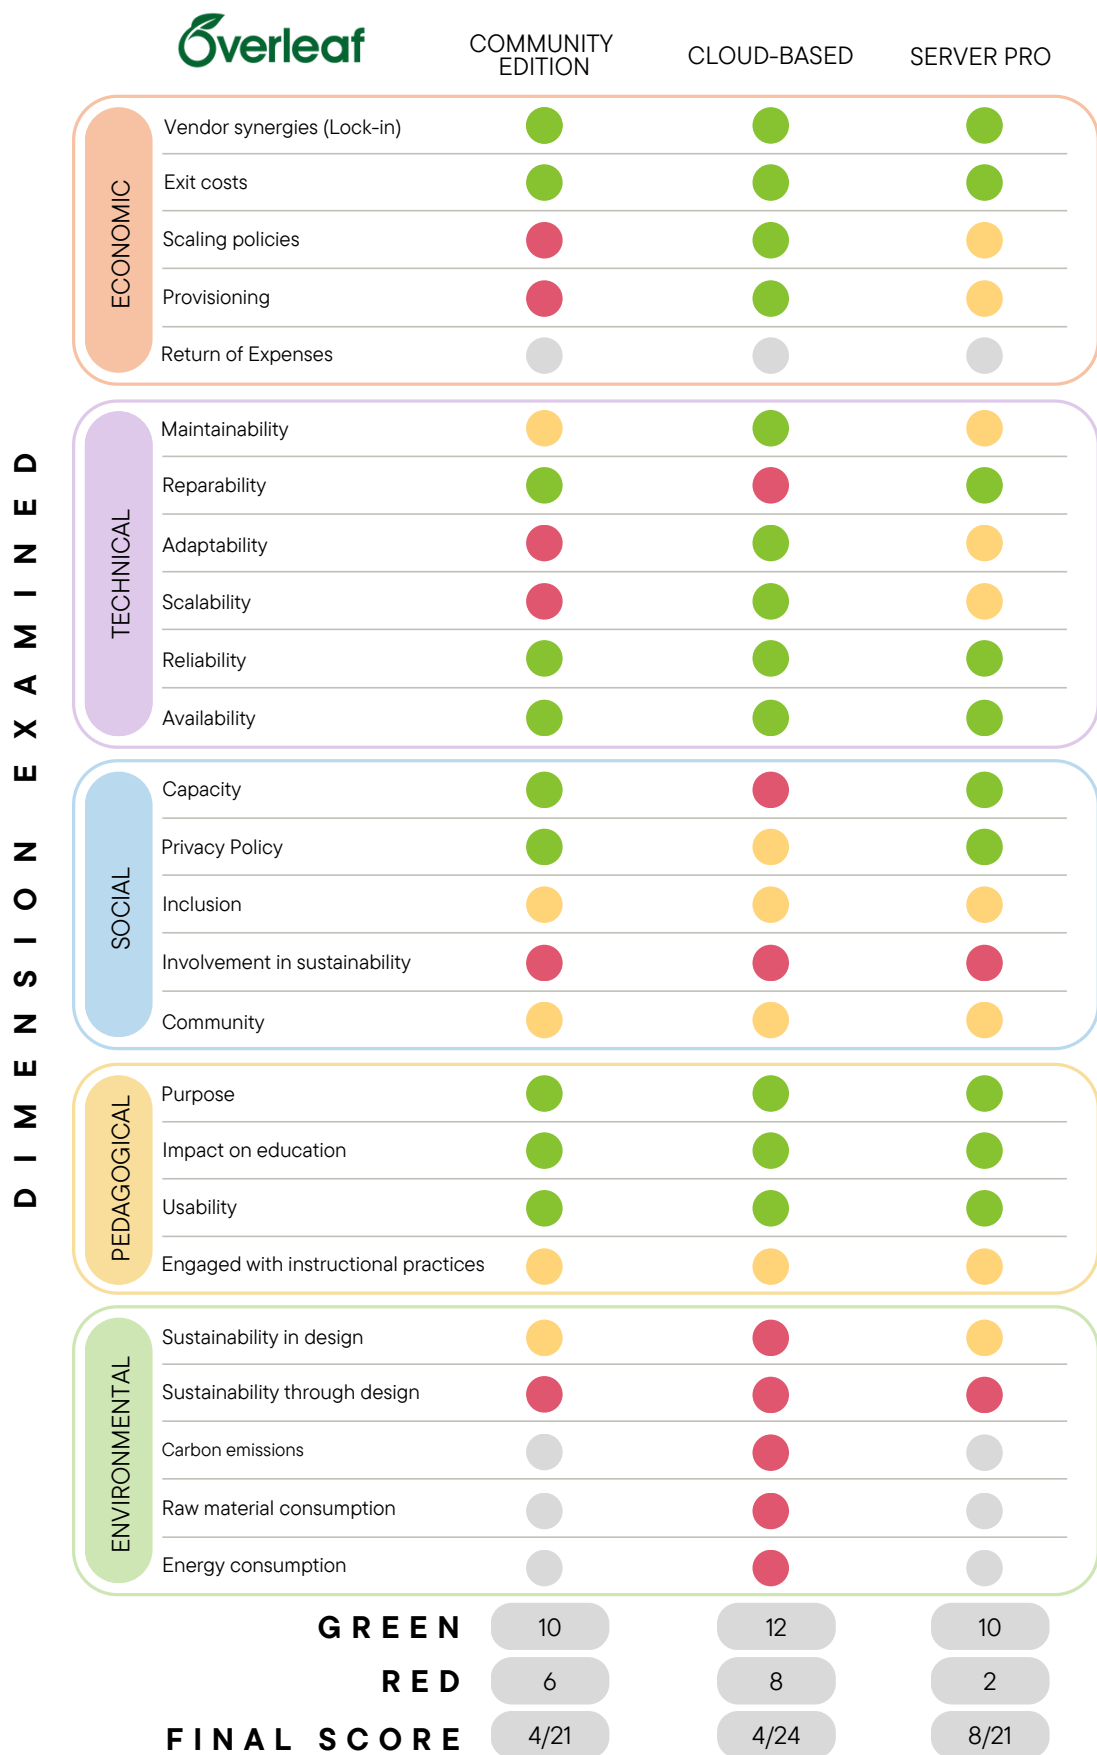 Overleaf
COMMUNITY
EDITION
CLOUD-BASED
SERVER PRO
DIMENSION EXAMINED
ECONOMIC
Vendor synergies (Lock-in)
Exit costs
Scaling policies
Provisioning
Return of Expenses
TECHNICAL
Maintainability
Reparability
Adaptability
Scalability
Reliability
Availability
SOCIAL
Capacity
Privacy Policy
Inclusion
Involvement in sustainability
Community
PEDAGOGICAL
Purpose
Impact on education
Usability
Engaged with instructional practices
ENVIRONMENTAL
Sustainability in design
Sustainability through design
Carbon emissions
Raw material consumption
Energy consumption
GREEN 10 12 10
RED 6 8 2
FINAL SCORE 4/21 4/24 8/21